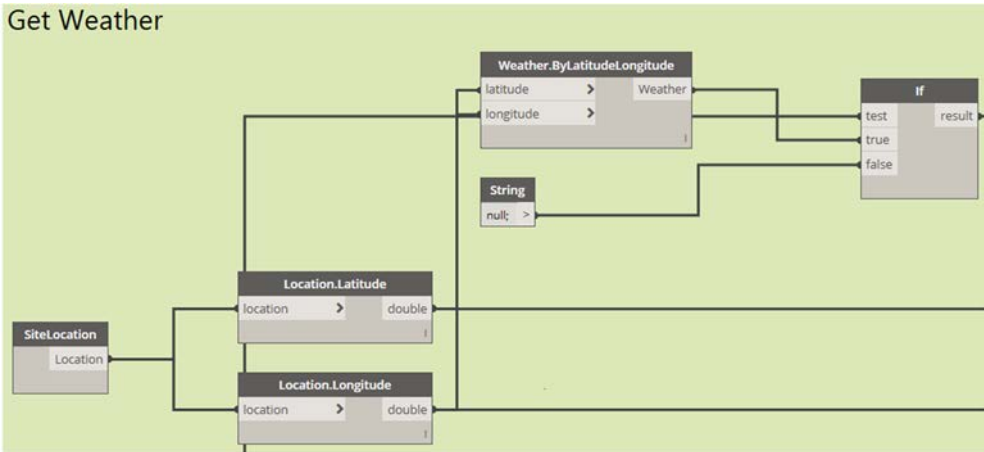 Get Weather
Weather.ByLatitudeLongitude
latitude > Weather
longitude >
If
test result
true
false
String
null; >
Location.Latitude
location > double
l
SiteLocation
Location
Location.Longitude
location > double
l